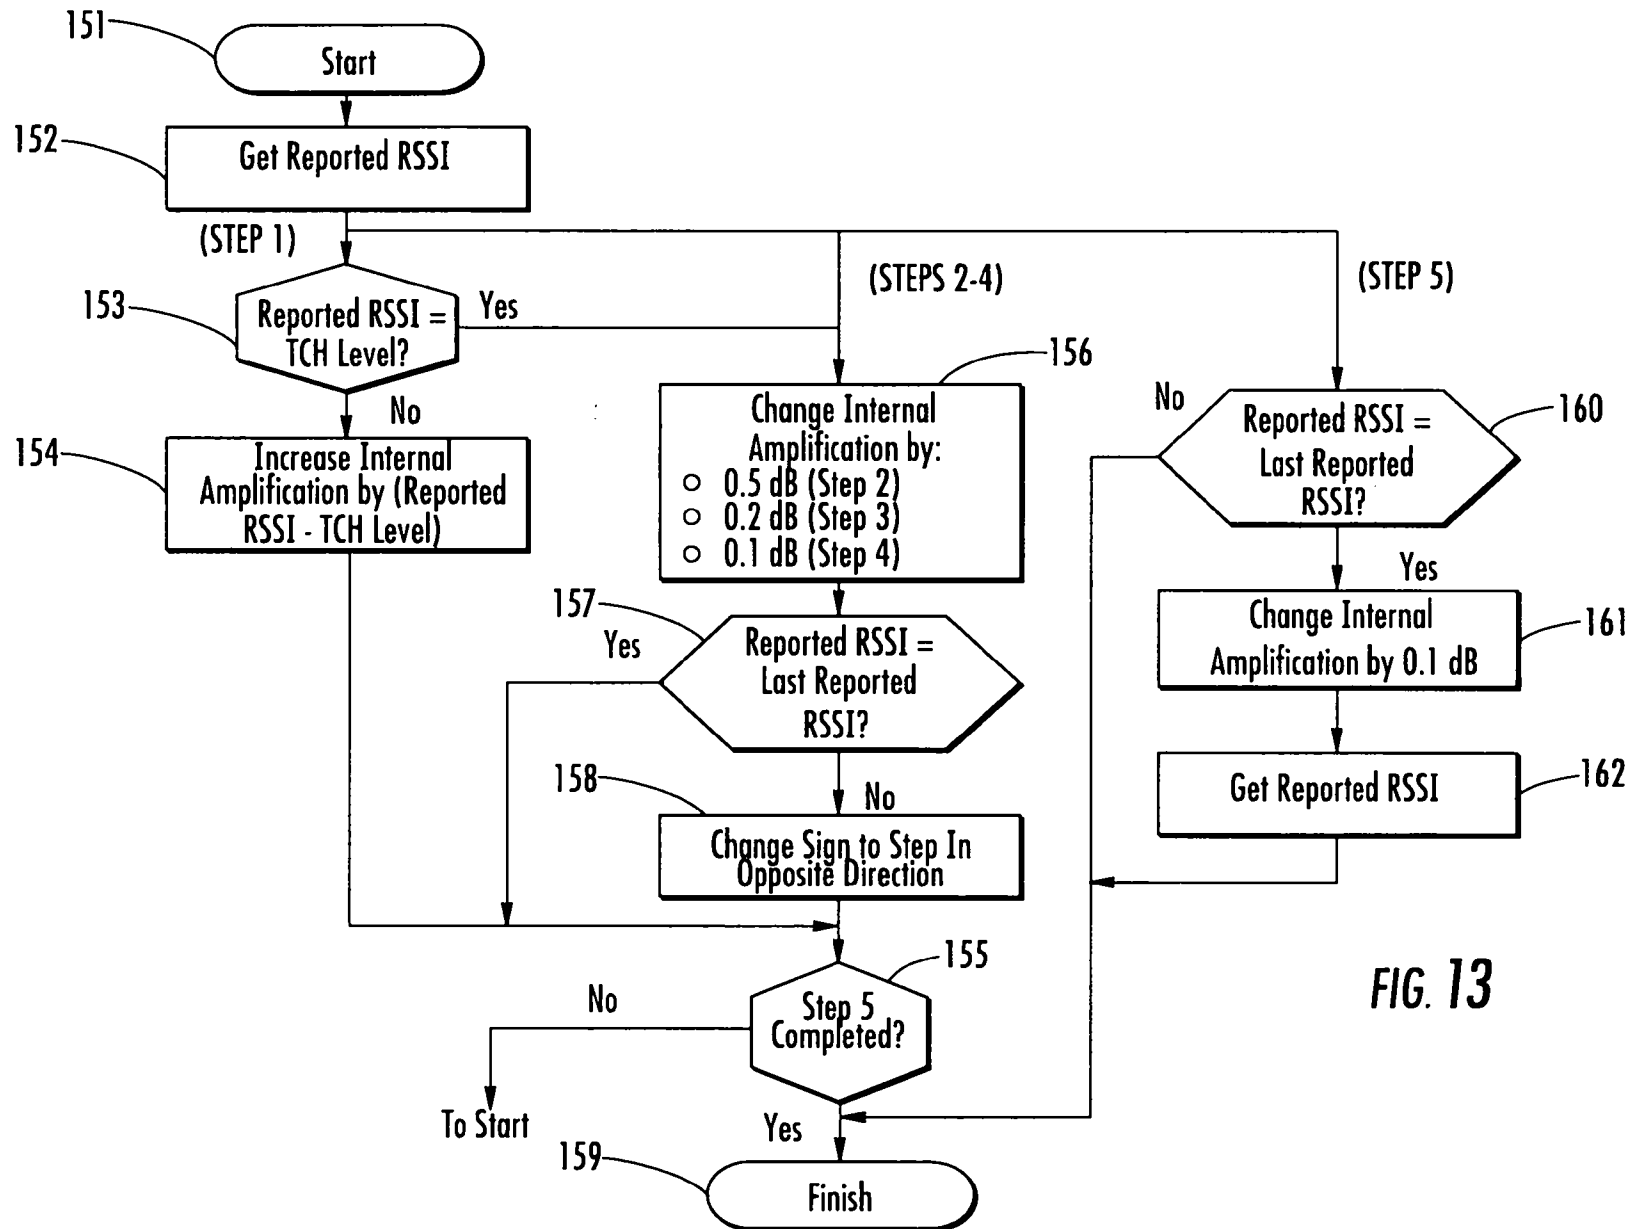 151
Start
152
Get Reported RSSI
(STEP 1)
(STEPS 2-4)
(STEP 5)
153
Reported RSSI =
TCH Level?
Yes
No
154
Increase Internal
Amplification by (Reported
RSSI - TCH Level)
156
Change Internal
Amplification by:
0.5 dB (Step 2)
0.2 dB (Step 3)
0.1 dB (Step 4)
157
Yes
Reported RSSI =
Last Reported
RSSI?
No
158
Change Sign to Step In
Opposite Direction
155
Step 5
Completed?
No
To Start
Yes
159
Finish
160
No
Reported RSSI =
Last Reported
RSSI?
Yes
161
Change Internal
Amplification by 0.1 dB
162
Get Reported RSSI
FIG. 13